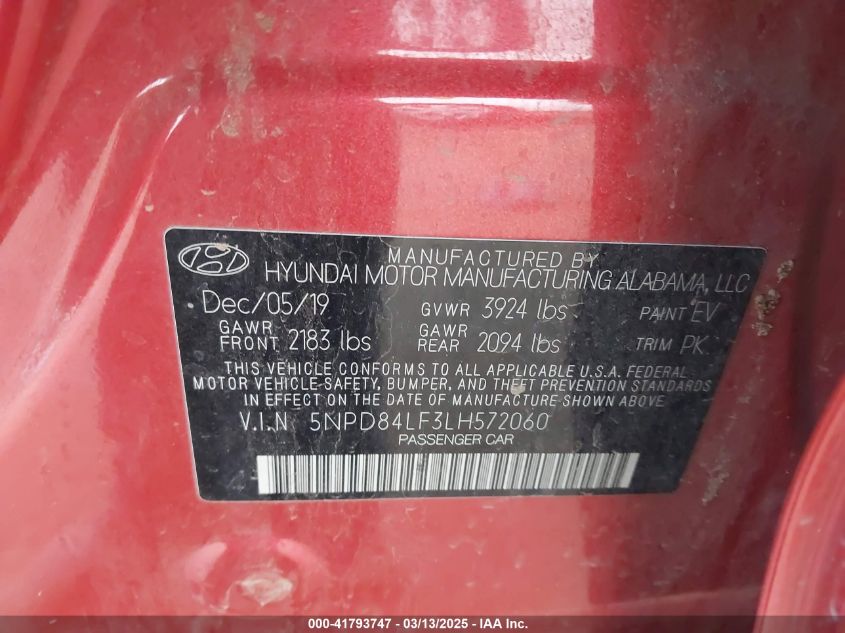 MANUFACTURED BY
HYUNDAI MOTOR MANUFACTURING ALABAMA, LLC
Dec/05/19 GVWR 3924 lbs PAINT EV
GAWR FRONT 2183 lbs GAWR REAR 2094 lbs TRIM PK
THIS VEHICLE CONFORMS TO ALL APPLICABLE U.S.A. FEDERAL
MOTOR VEHICLE-SAFETY, BUMPER, AND THEFT PREVENTION STANDARDS
IN EFFECT ON THE DATE OF MANUFACTURE SHOWN ABOVE.
V.I.N 5NPD84LF3LH572060
PASSENGER CAR
000-41793747 - 03/13/2025 - IAA Inc.